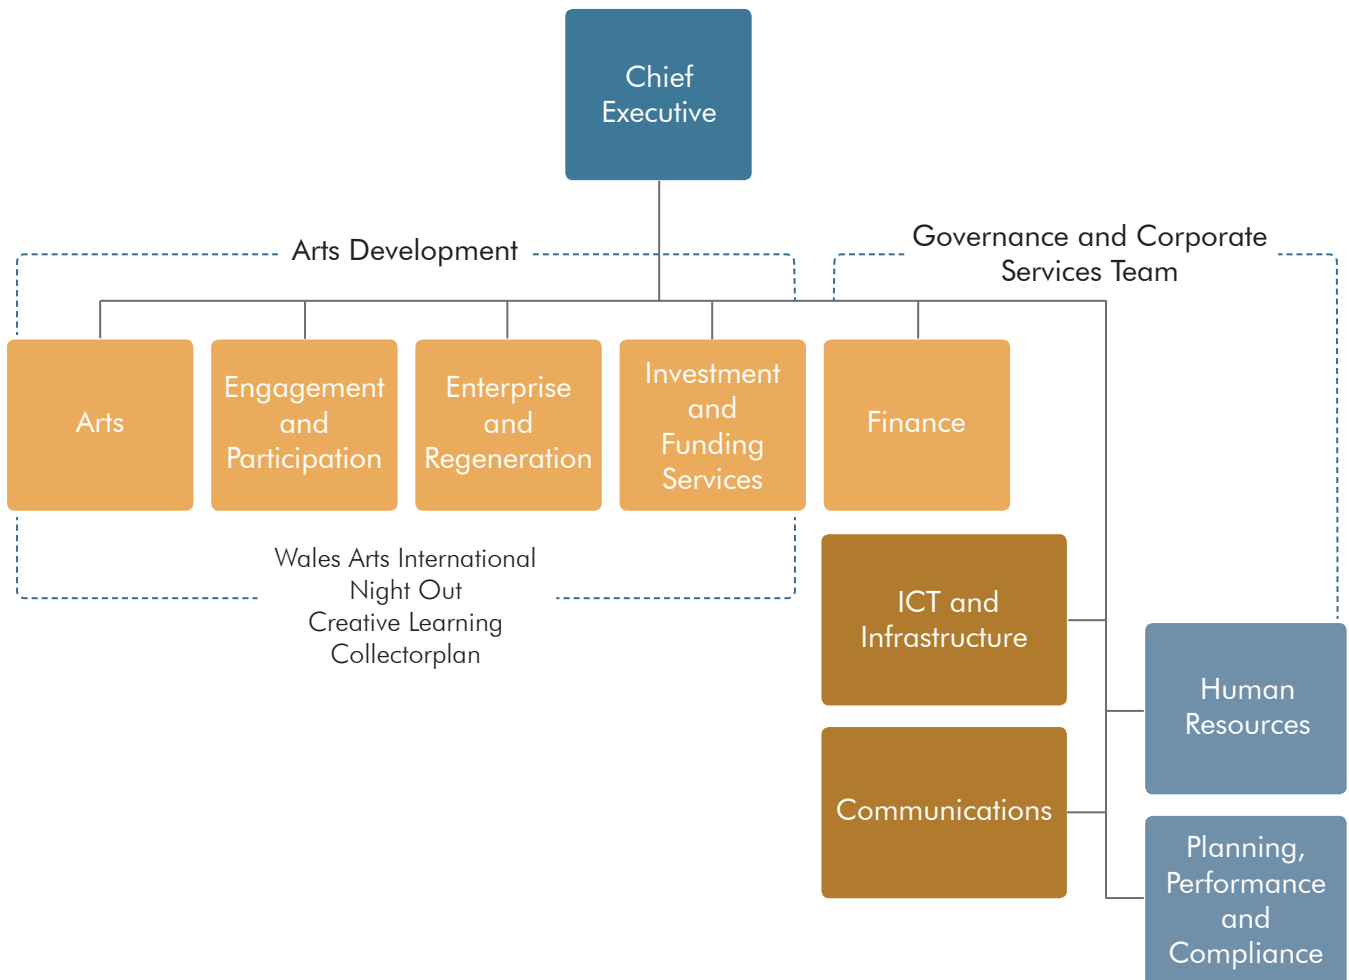 Chief
Executive
Arts Development
Governance and Corporate
Services Team
Arts
Engagement
and
Participation
Enterprise
and
Regeneration
Investment
and
Funding
Services
Finance
Wales Arts International
Night Out
Creative Learning
Collectorplan
ICT and
Infrastructure
Human
Resources
Communications
Planning,
Performance
and
Compliance